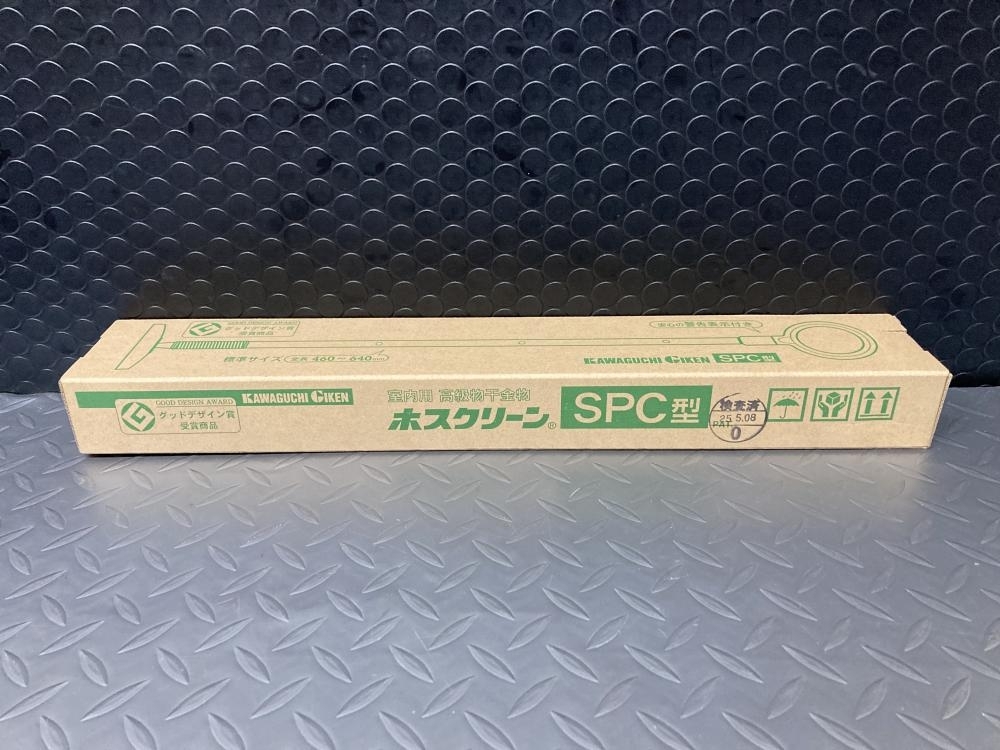 GOOD DESIGN AWARD
グッドデザイン賞
受賞商品
標準サイズ 全長 460～640mm
安心の警告表示付き
KAWAGUCHI GIKEN SPC型
GOOD DESIGN AWARD
グッドデザイン賞
受賞商品
KAWAGUCHI GIKEN
室内用 高級物干金物
ホスクリーン® SPC型
PAT.
検査済
25.5.08
0